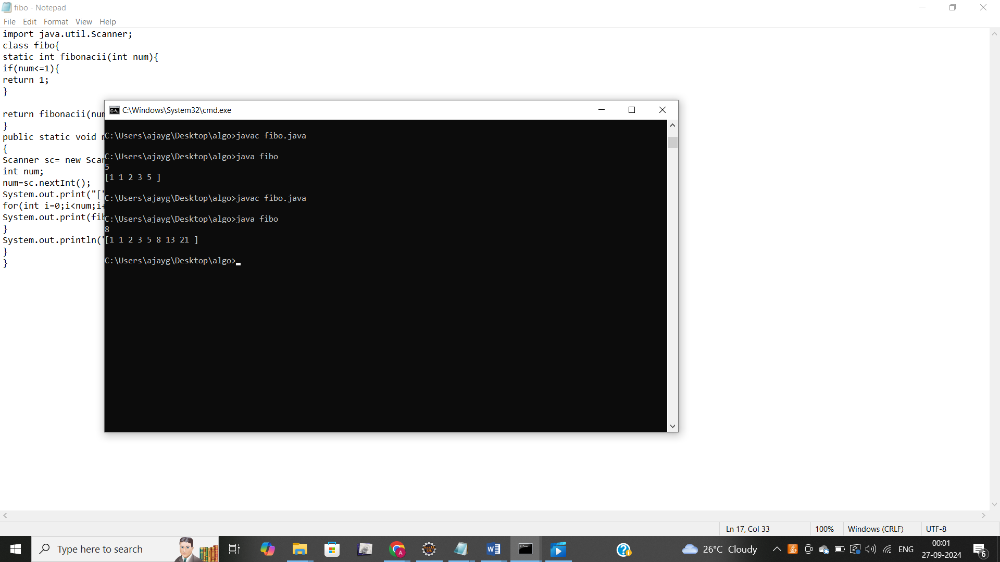 fibo - Notepad
File Edit Format View Help
import java.util.Scanner;
class fibo{
static int fibonacii(int num){
if(num<=1){
return 1;
}
return fibonacii(num
}
public static void
{
Scanner sc= new Scan
int num;
num=sc.nextInt();
System.out.print("["
for(int i=0;i<num;i+
System.out.print(fib
}
System.out.println("
}
}
C:\Windows\System32\cmd.exe
C:\Users\ajayg\Desktop\algo>javac fibo.java
C:\Users\ajayg\Desktop\algo>java fibo
5
[1 1 2 3 5 ]
C:\Users\ajayg\Desktop\algo>javac fibo.java
C:\Users\ajayg\Desktop\algo>java fibo
8
[1 1 2 3 5 8 13 21 ]
C:\Users\ajayg\Desktop\algo>
Ln 17, Col 33 100% Windows (CRLF) UTF-8
Type here to search
26°C Cloudy
ENG
00:01
27-09-2024
6